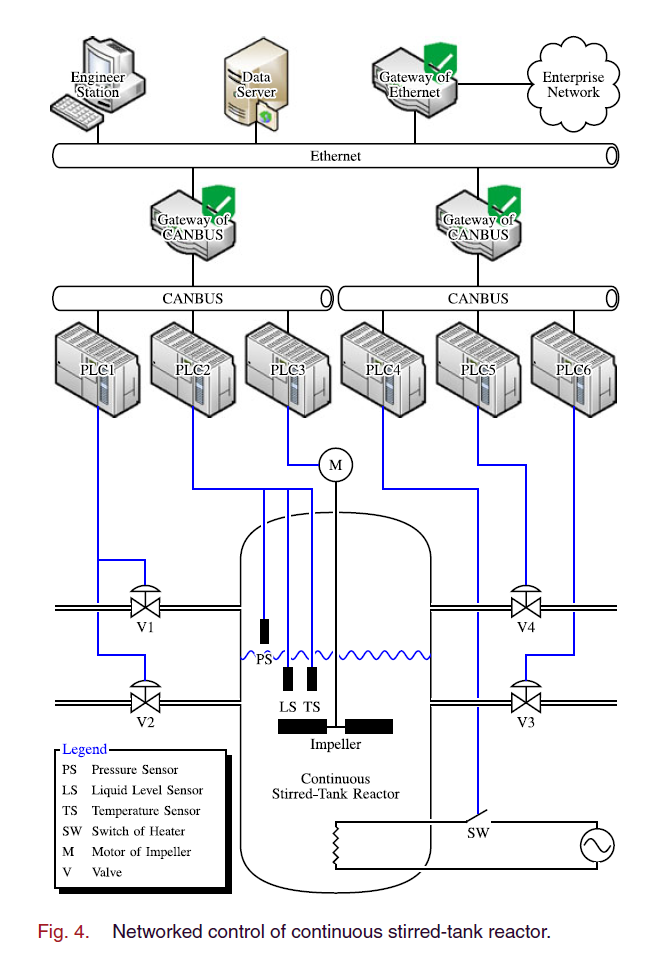 Engineer
Station
Data
Server
Gateway of
Ethernet
Enterprise
Network
Ethernet
Gateway of
CANBUS
Gateway of
CANBUS
CANBUS
CANBUS
PLC1
PLC2
PLC3
PLC4
PLC5
PLC6
M
V1
V4
PS
LS TS
V2
V3
Impeller
Continuous
Stirred-Tank Reactor
SW
Legend
PS Pressure Sensor
LS Liquid Level Sensor
TS Temperature Sensor
SW Switch of Heater
M Motor of Impeller
V Valve
Fig. 4. Networked control of continuous stirred-tank reactor.